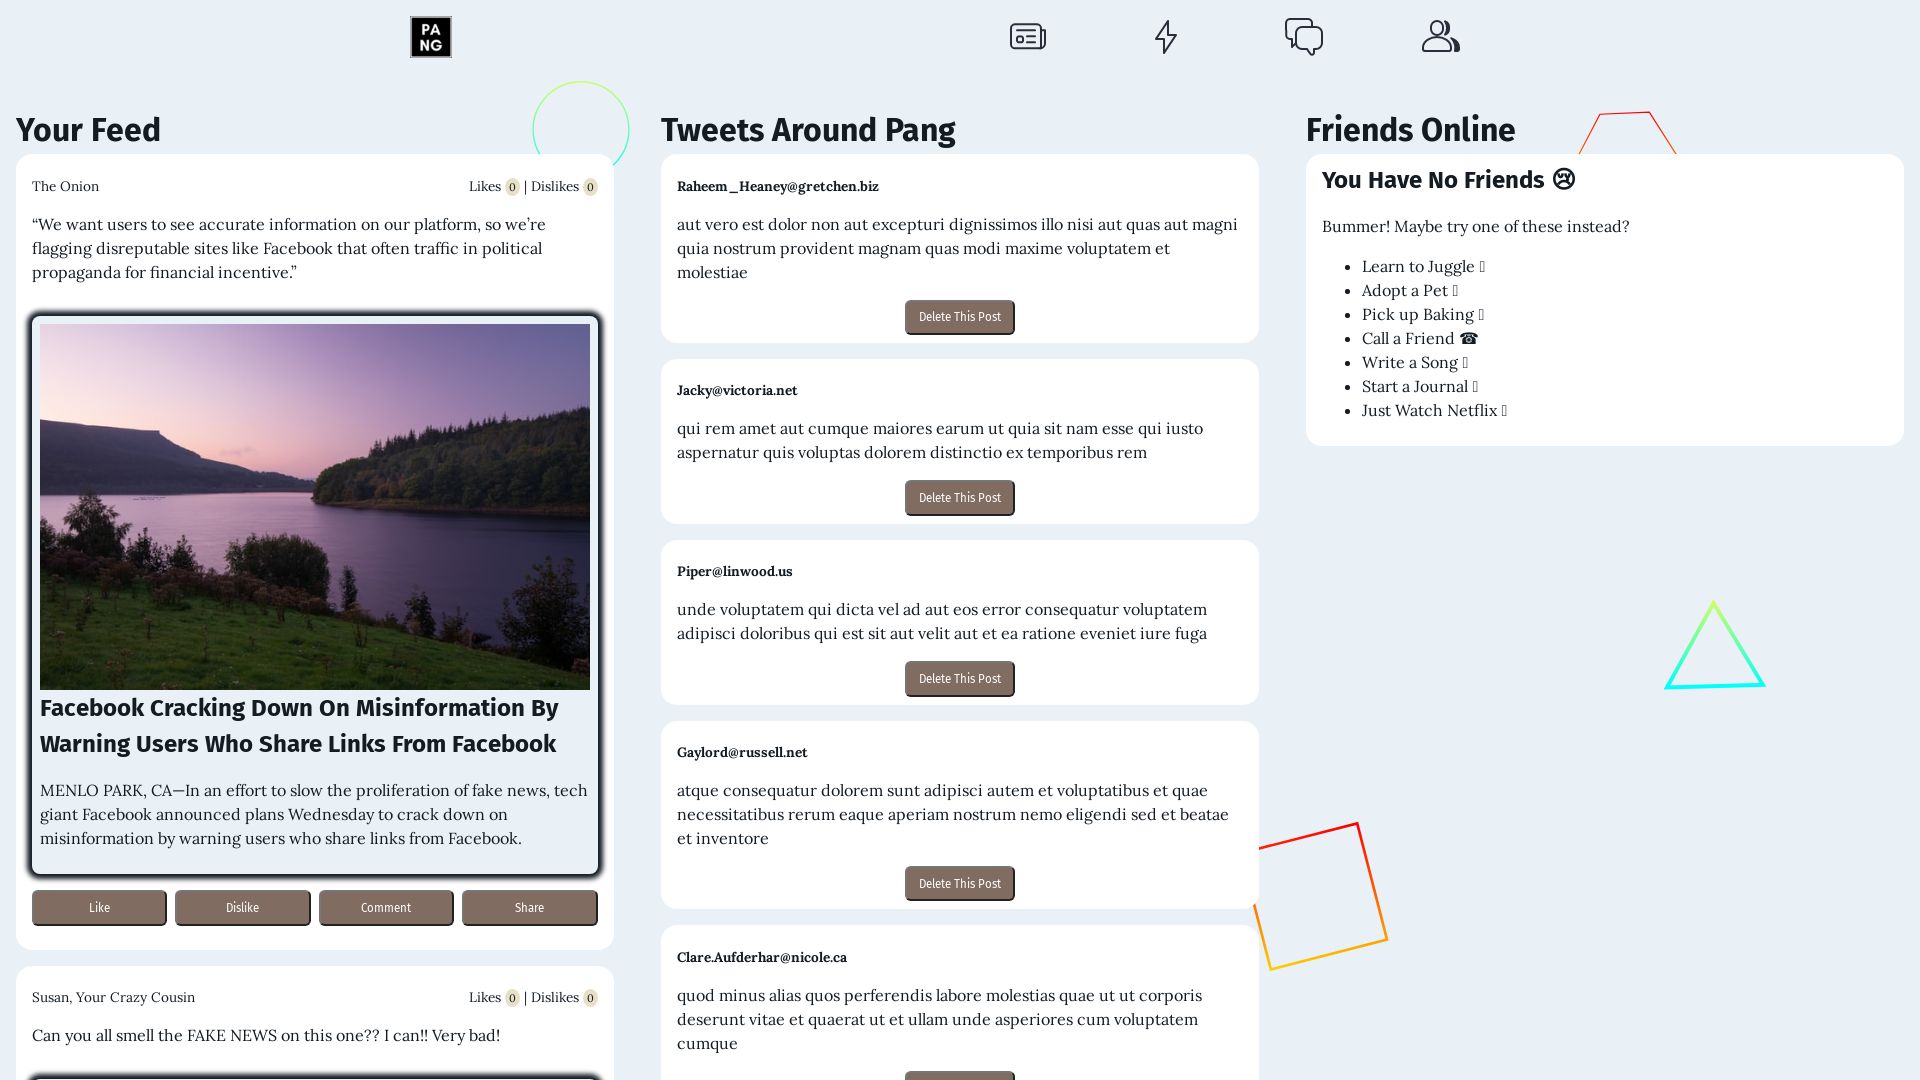 PA
NG
Your Feed
The Onion
Likes 0 | Dislikes 0
“We want users to see accurate information on our platform, so we’re
flagging disreputable sites like Facebook that often traffic in political
propaganda for financial incentive.”
Facebook Cracking Down On Misinformation By
Warning Users Who Share Links From Facebook
MENLO PARK, CA—In an effort to slow the proliferation of fake news, tech
giant Facebook announced plans Wednesday to crack down on
misinformation by warning users who share links from Facebook.
Like
Dislike
Comment
Share
Susan, Your Crazy Cousin
Likes 0 | Dislikes 0
Can you all smell the FAKE NEWS on this one?? I can!! Very bad!
Tweets Around Pang
Raheem_Heaney@gretchen.biz
aut vero est dolor non aut excepturi dignissimos illo nisi aut quas aut magni
quia nostrum provident magnam quas modi maxime voluptatem et
molestiae
Delete This Post
Jacky@victoria.net
qui rem amet aut cumque maiores earum ut quia sit nam esse qui iusto
aspernatur quis voluptas dolorem distinctio ex temporibus rem
Delete This Post
Piper@linwood.us
unde voluptatem qui dicta vel ad aut eos error consequatur voluptatem
adipisci doloribus qui est sit aut velit aut et ea ratione eveniet iure fuga
Delete This Post
Gaylord@russell.net
atque consequatur dolorem sunt adipisci autem et voluptatibus et quae
necessitatibus rerum eaque aperiam nostrum nemo eligendi sed et beatae
et inventore
Delete This Post
Clare.Aufderhar@nicole.ca
quod minus alias quos perferendis labore molestias quae ut ut corporis
deserunt vitae et quaerat ut et ullam unde asperiores cum voluptatem
cumque
Friends Online
You Have No Friends 😢
Bummer! Maybe try one of these instead?
• Learn to Juggle
• Adopt a Pet
• Pick up Baking
• Call a Friend ☎
• Write a Song
• Start a Journal
• Just Watch Netflix